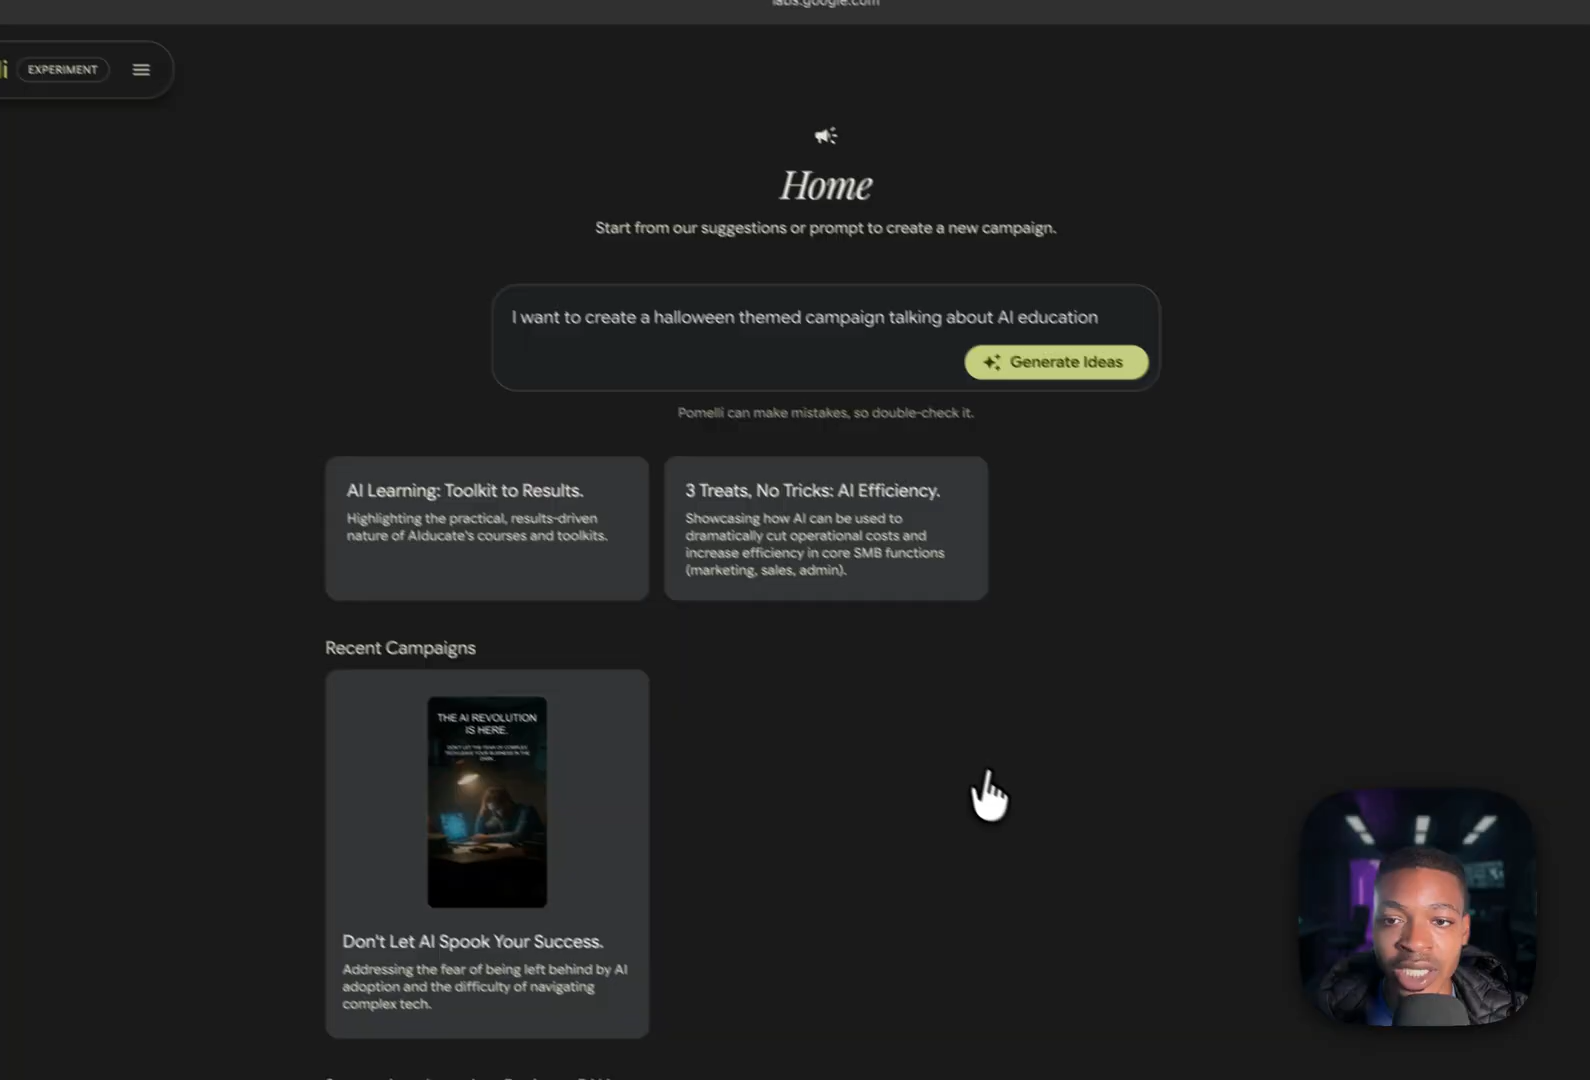 labs.google.com
EXPERIMENT
Home
Start from our suggestions or prompt to create a new campaign.
I want to create a halloween themed campaign talking about AI education
Generate Ideas
Pomelli can make mistakes, so double-check it.
AI Learning: Toolkit to Results.
Highlighting the practical, results-driven
nature of AIducate's courses and toolkits.
3 Treats, No Tricks: AI Efficiency.
Showcasing how AI can be used to
dramatically cut operational costs and
increase efficiency in core SMB functions
(marketing, sales, admin).
Recent Campaigns
THE AI REVOLUTION
IS HERE.
Don't Let AI Spook Your Success.
Addressing the fear of being left behind by AI
adoption and the difficulty of navigating
complex tech.